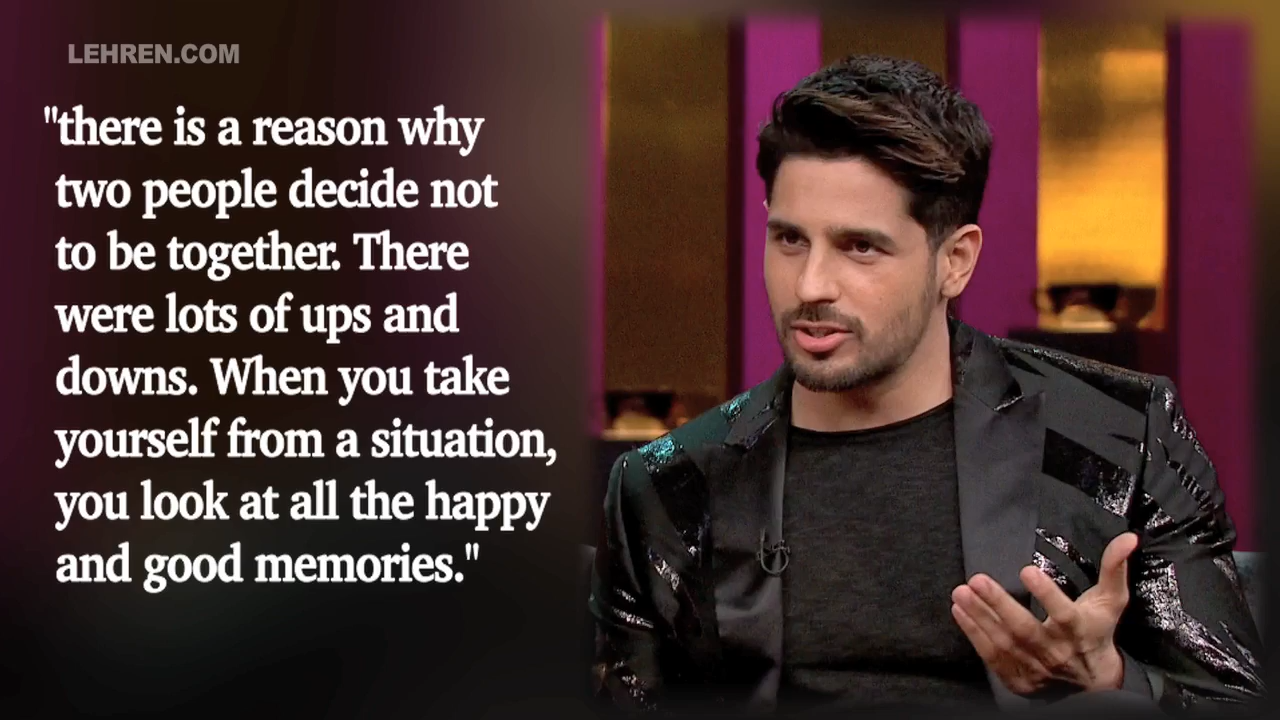 LEHREN.COM
"there is a reason why
two people decide not
to be together. There
were lots of ups and
downs. When you take
yourself from a situation,
you look at all the happy
and good memories."